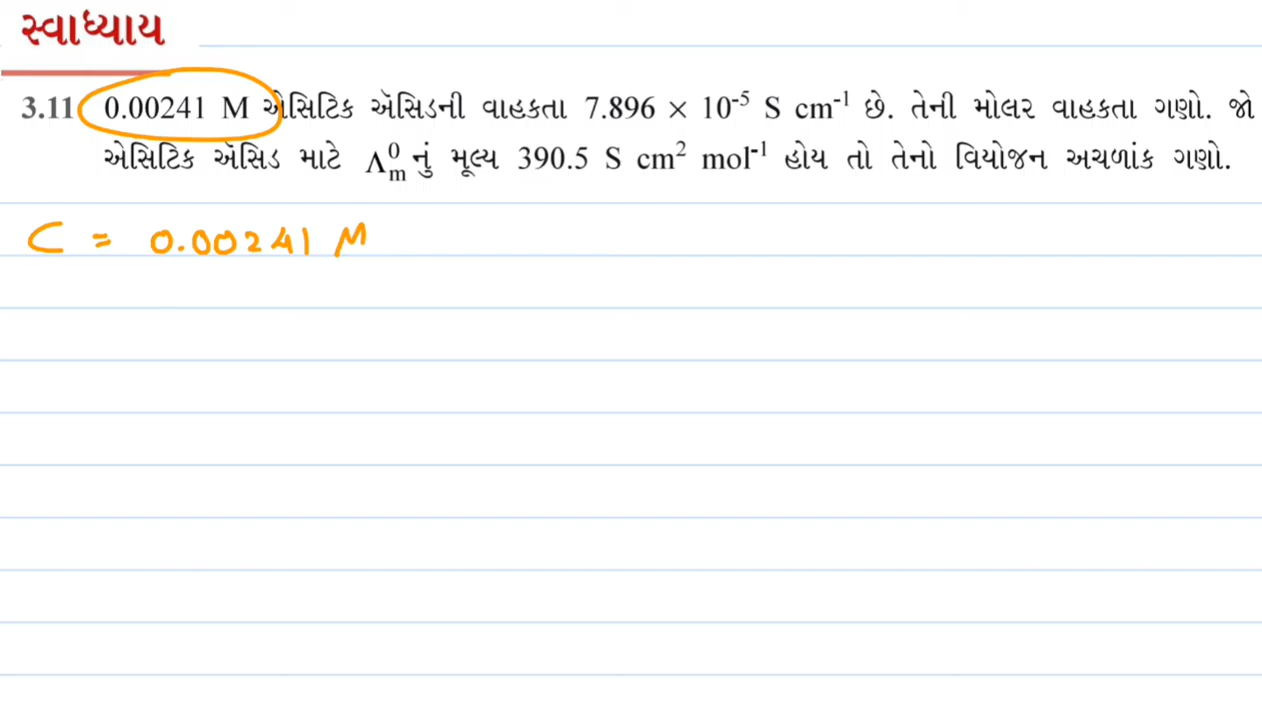 સ્વાધ્યાય
3.11 0.00241 M એસિટિક ઍસિડની વાહકતા 7.896 × 10⁻⁵ S cm⁻¹ છે. તેની મોલર વાહકતા ગણો. જો
એસિટિક ઍસિડ માટે Λ⁰ₘ નું મૂલ્ય 390.5 S cm² mol⁻¹ હોય તો તેનો વિયોજન અચળાંક ગણો.
C = 0.00241 M